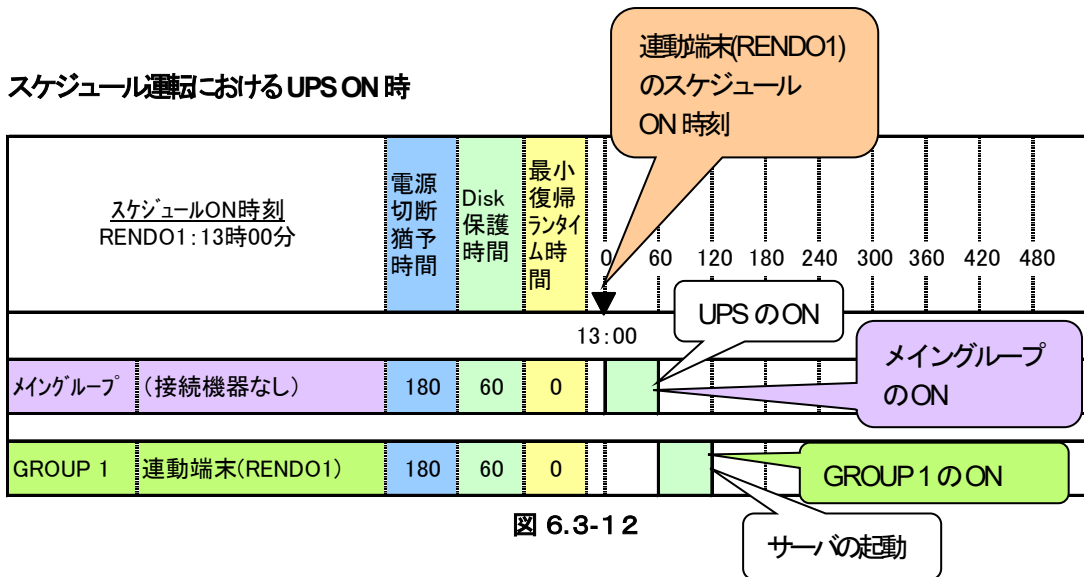 連動端末(RENDO1)
のスケジュール
ON 時刻
スケジュール運転における UPS ON 時
スケジュールON時刻
RENDO1:13時00分
電源
切断
猶予
時間
Disk
保護
時間
最小
復帰
ランタイ
ム時
間
0 60 120 180 240 300 360 420 480
13:00
UPS のON
メイングループ
のON
メイングループ (接続機器なし) 180 60 0
GROUP 1 連動端末(RENDO1) 180 60 0
GROUP 1 のON
図 6.3-12
サーバの起動